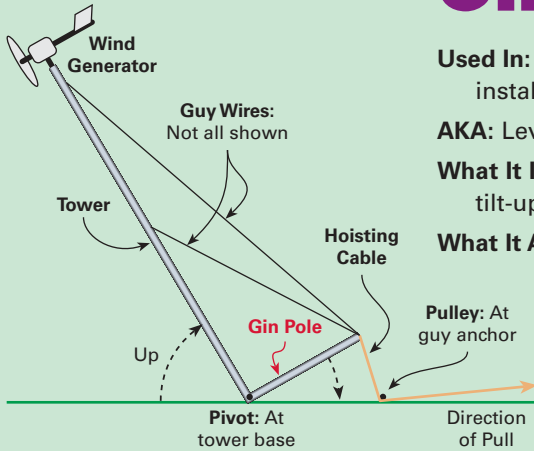 Wind
Generator
Used In:
instal
AKA: Lev
What It
tilt-up
What It
Guy Wires:
Not all shown
Tower
Hoisting
Cable
Gin Pole
Pulley: At
guy anchor
Up
Pivot: At
tower base
Direction
of Pull